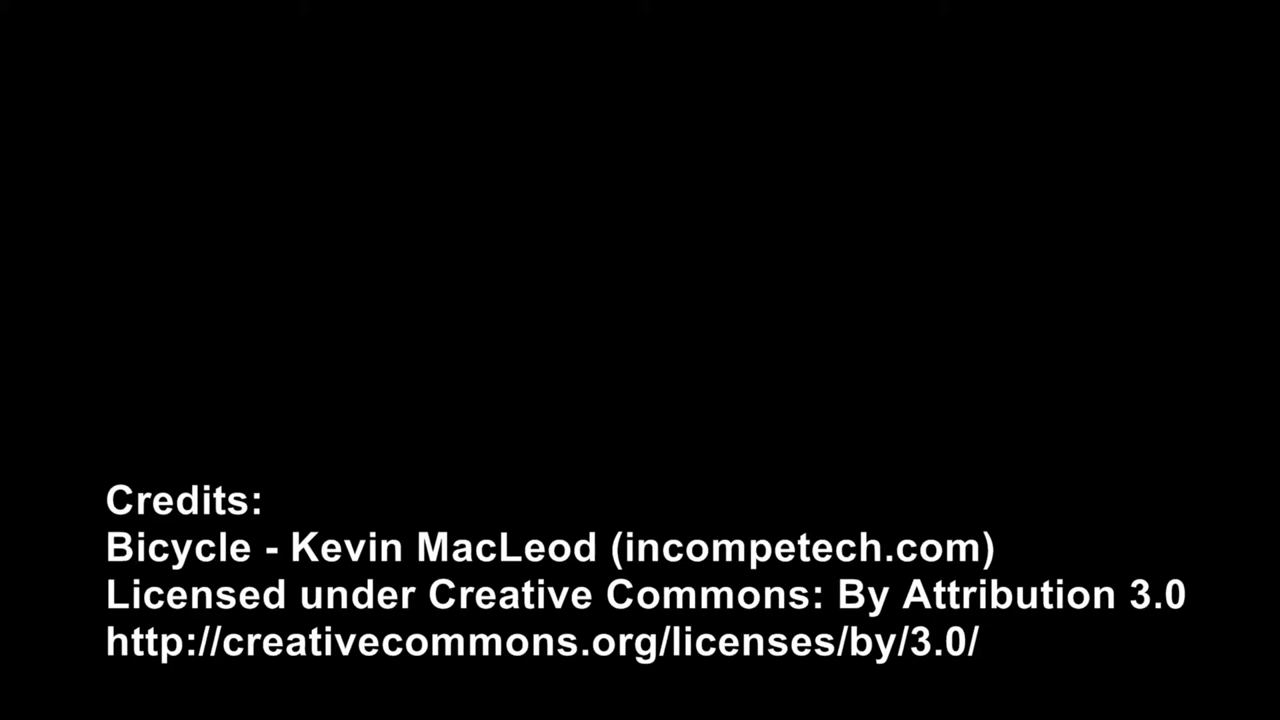 Credits:
Bicycle - Kevin MacLeod (incompetech.com)
Licensed under Creative Commons: By Attribution 3.0
http://creativecommons.org/licenses/by/3.0/